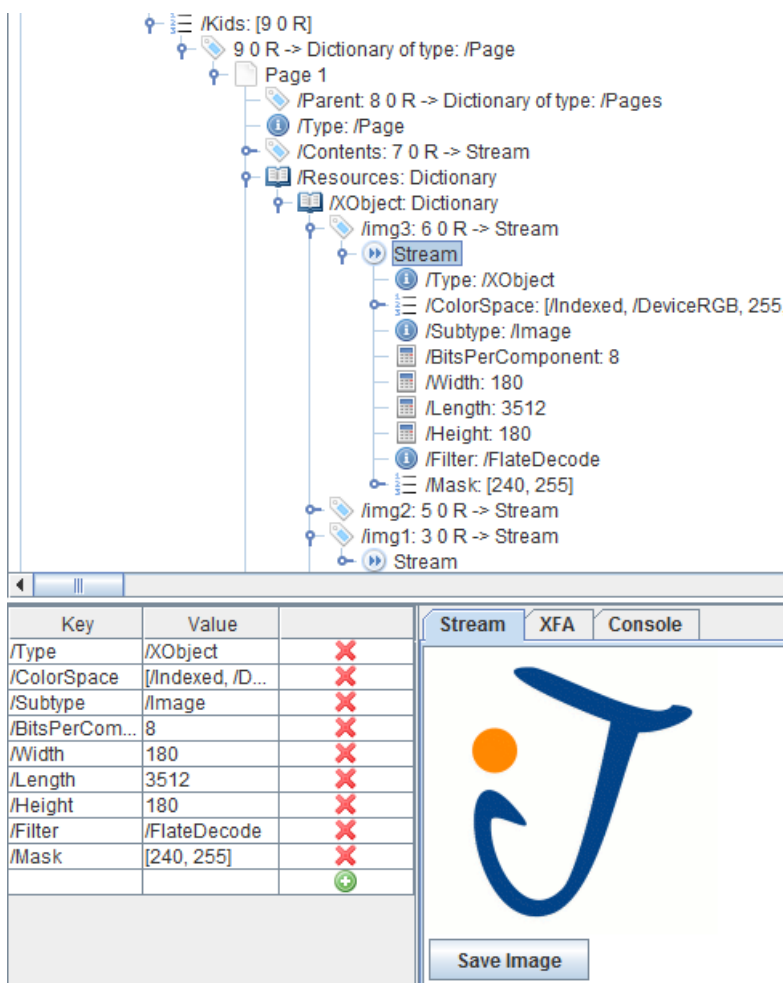 /Kids: [9 0 R]
9 0 R -> Dictionary of type: /Page
Page 1
/Parent: 8 0 R -> Dictionary of type: /Pages
/Type: /Page
/Contents: 7 0 R -> Stream
/Resources: Dictionary
/XObject: Dictionary
/img3: 6 0 R -> Stream
Stream
/Type: /XObject
/ColorSpace: [/Indexed, /DeviceRGB, 255
/Subtype: /Image
/BitsPerComponent: 8
/Width: 180
/Length: 3512
/Height: 180
/Filter: /FlateDecode
/Mask: [240, 255]
/img2: 5 0 R -> Stream
/img1: 3 0 R -> Stream
Stream
Key Value
/Type /XObject
/ColorSpace [/Indexed, /D...
/Subtype /Image
/BitsPerCom... 8
/Width 180
/Length 3512
/Height 180
/Filter /FlateDecode
/Mask [240, 255]
Stream XFA Console
Save Image